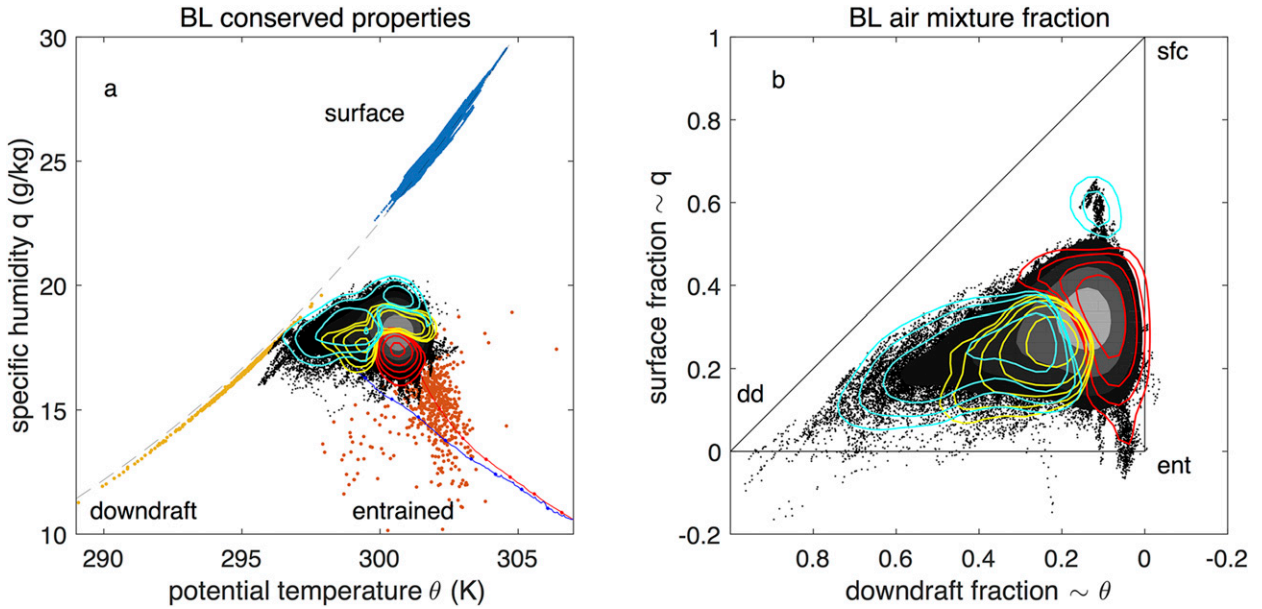 BL conserved properties
30
25
20
15
10
290
295
300
305
a
surface
downdraft
entrained
specific humidity q (g/kg)
potential temperature θ (K)
BL air mixture fraction
1
0.8
0.6
0.4
0.2
0
-0.2
0.8
0.6
0.4
0.2
0
-0.2
b
sfc
dd
ent
surface fraction ~ q
downdraft fraction ~ θ